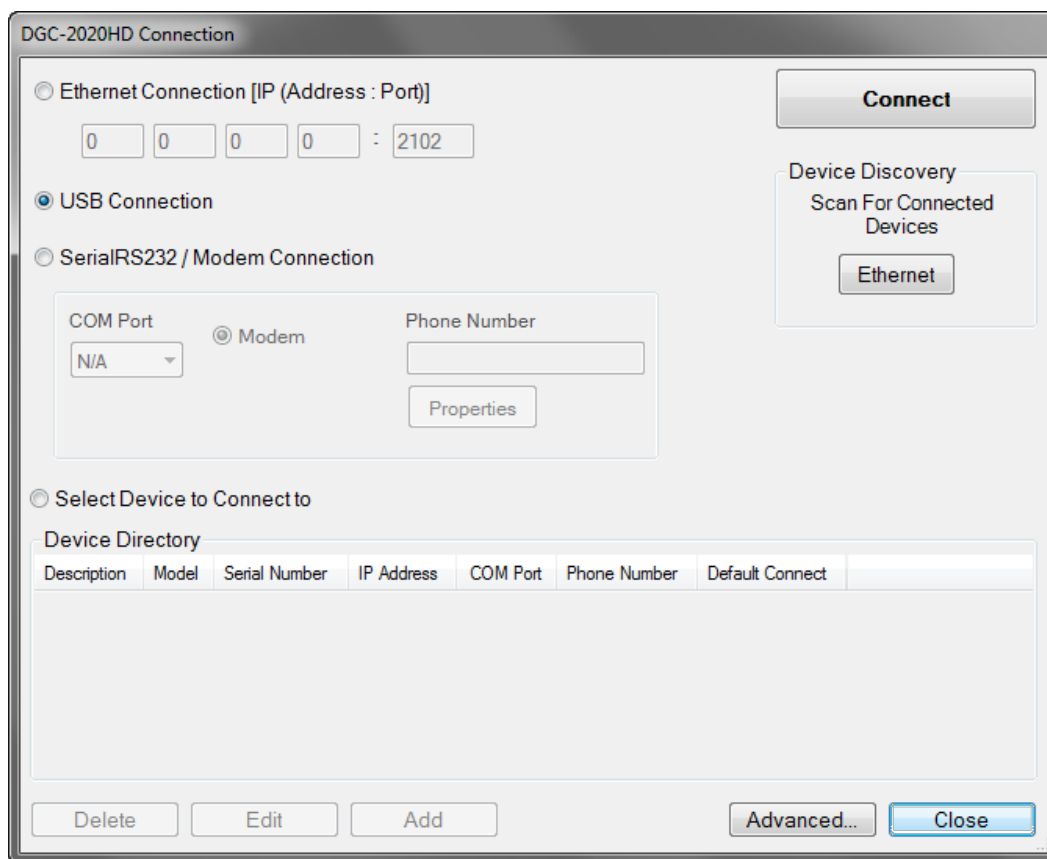 DGC-2020HD Connection
Ethernet Connection [IP (Address : Port)]
Connect
0 0 0 0 : 2102
Device Discovery
USB Connection
Scan For Connected
Devices
SerialRS232 / Modem Connection
Ethernet
COM Port
Modem
Phone Number
N/A
Properties
Select Device to Connect to
Device Directory
Description Model Serial Number IP Address COM Port Phone Number Default Connect
Delete Edit Add Advanced... Close